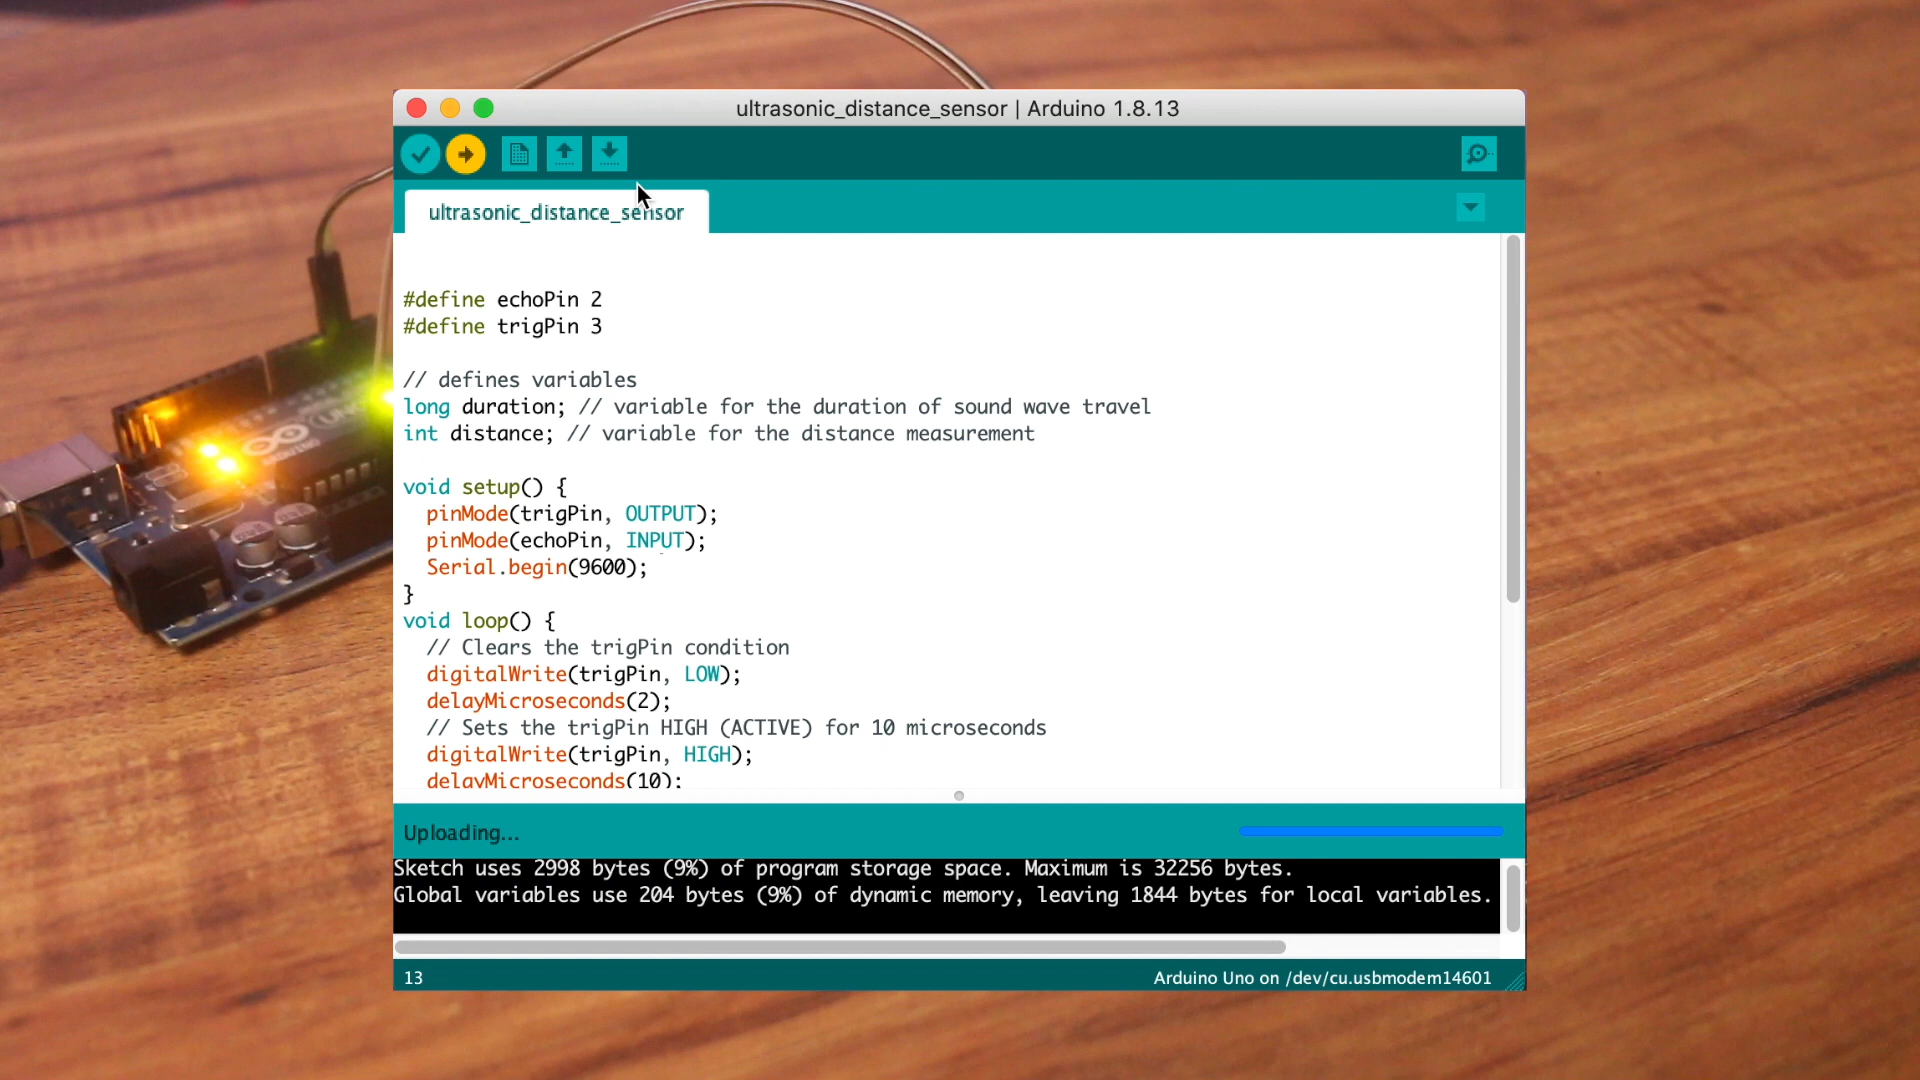 ultrasonic_distance_sensor | Arduino 1.8.13
ultrasonic_distance_sensor
#define echoPin 2
#define trigPin 3
// defines variables
long duration; // variable for the duration of sound wave travel
int distance; // variable for the distance measurement
void setup() {
  pinMode(trigPin, OUTPUT);
  pinMode(echoPin, INPUT);
  Serial.begin(9600);
}
void loop() {
  // Clears the trigPin condition
  digitalWrite(trigPin, LOW);
  delayMicroseconds(2);
  // Sets the trigPin HIGH (ACTIVE) for 10 microseconds
  digitalWrite(trigPin, HIGH);
  delayMicroseconds(10);
Uploading...
Sketch uses 2998 bytes (9%) of program storage space. Maximum is 32256 bytes.
Global variables use 204 bytes (9%) of dynamic memory, leaving 1844 bytes for local variables.
13
Arduino Uno on /dev/cu.usbmodem14601